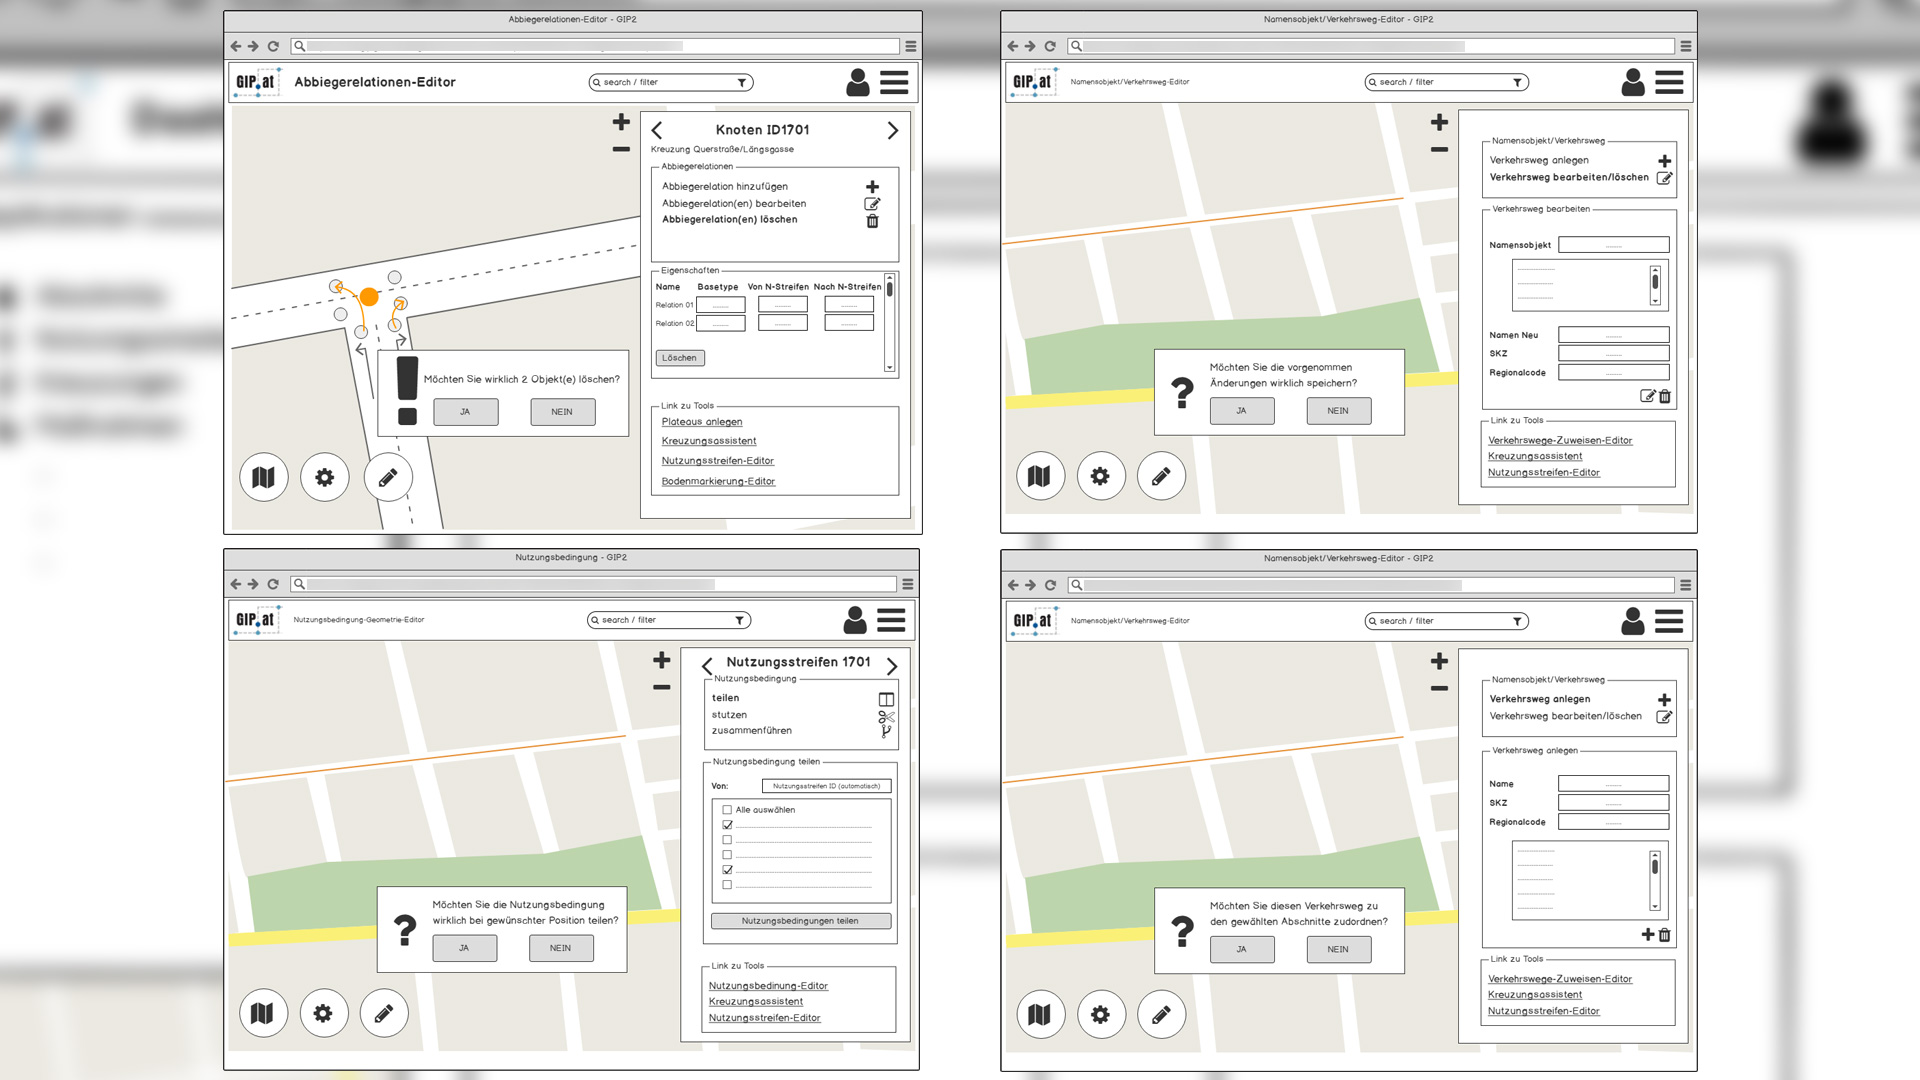 Abbiegerelationen-Editor - GIP2
GIP.at
Abbiegerelationen-Editor
search / filter
Knoten ID1701
Kreuzung Querstraße/Längsgasse
Abbiegerelationen
Abbiegerelation hinzufügen
Abbiegerelation(en) bearbeiten
Abbiegerelation(en) löschen
Eigenschaften
Name Basetype Von N-Streifen Nach N-Streifen
Relation 01
Relation 02
Löschen
Möchten Sie wirklich 2 Objekt(e) löschen?
JA NEIN
Link zu Tools
Plateaus anlegen
Kreuzungsassistent
Nutzungsstreifen-Editor
Bodenmarkierung-Editor
Namensobjekt/Verkehrsweg-Editor - GIP2
GIP.at
Namensobjekt/Verkehrsweg-Editor
search / filter
Namensobjekt/Verkehrsweg
Verkehrsweg anlegen
Verkehrsweg bearbeiten/löschen
Verkehrsweg bearbeiten
Namensobjekt
Namen Neu
SKZ
Regionalcode
Möchten Sie die vorgenommen
Änderungen wirklich speichern?
JA NEIN
Link zu Tools
Verkehrswege-Zuweisen-Editor
Kreuzungsassistent
Nutzungsstreifen-Editor
Nutzungsbedingung - GIP2
GIP.at
Nutzungsbedingung-Geometrie-Editor
search / filter
Nutzungsstreifen 1701
Nutzungsbedingung
teilen
stutzen
zusammenführen
Nutzungsbedingung teilen
Von: Nutzungsstreifen ID (automatisch)
Alle auswählen
Nutzungsbedingungen teilen
Möchten Sie die Nutzungsbedingung
wirklich bei gewünschter Position teilen?
JA NEIN
Link zu Tools
Nutzungsbedinung-Editor
Kreuzungsassistent
Nutzungsstreifen-Editor
Namensobjekt/Verkehrsweg-Editor - GIP2
GIP.at
Namensobjekt/Verkehrsweg-Editor
search / filter
Namensobjekt/Verkehrsweg
Verkehrsweg anlegen
Verkehrsweg bearbeiten/löschen
Verkehrsweg anlegen
Name
SKZ
Regionalcode
Möchten Sie diesen Verkehrsweg zu
den gewählten Abschnitte zudordnen?
JA NEIN
Link zu Tools
Verkehrswege-Zuweisen-Editor
Kreuzungsassistent
Nutzungsstreifen-Editor